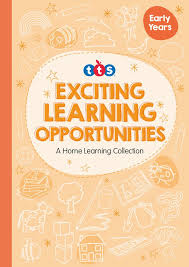 Early
Years
tts
EXCITING
LEARNING
OPPORTUNITIES
A Home Learning Collection